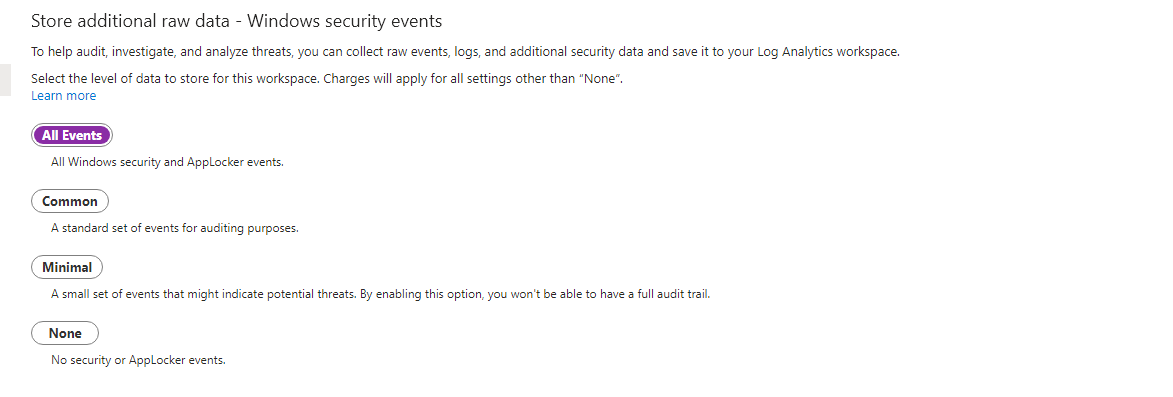 Store additional raw data - Windows security events
To help audit, investigate, and analyze threats, you can collect raw events, logs, and additional security data and save it to your Log Analytics workspace.
Select the level of data to store for this workspace. Charges will apply for all settings other than “None”.
Learn more
All Events
All Windows security and AppLocker events.
Common
A standard set of events for auditing purposes.
Minimal
A small set of events that might indicate potential threats. By enabling this option, you won't be able to have a full audit trail.
None
No security or AppLocker events.